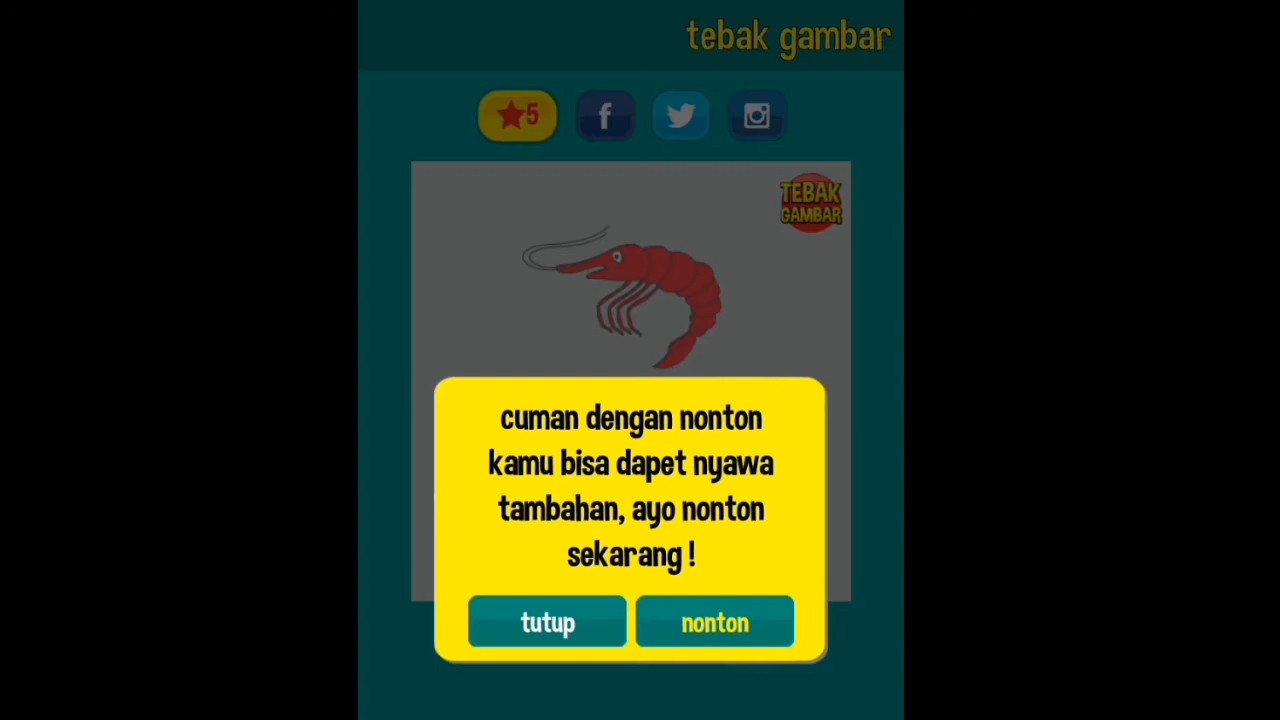 tebak gambar
5
TEBAK
GAMBAR
cuman dengan nonton
kamu bisa dapet nyawa
tambahan, ayo nonton
sekarang !
tutup
nonton